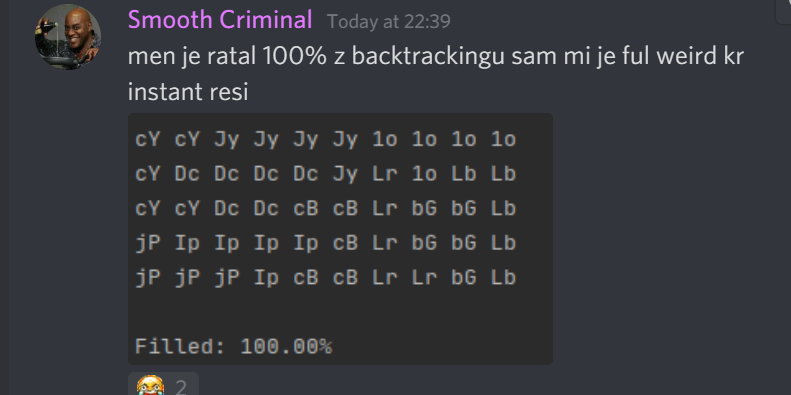 Smooth Criminal Today at 22:39
men je ratal 100% z backtrackingu sam mi je ful weird kr
instant resi
cY cY Jy Jy Jy Jy 1o 1o 1o 1o
cY Dc Dc Dc Dc Jy Lr 1o Lb Lb
cY cY Dc Dc cB cB Lr bG bG Lb
jP Ip Ip Ip Ip cB Lr bG bG Lb
jP jP jP Ip cB cB Lr Lr bG Lb
Filled: 100.00%
2